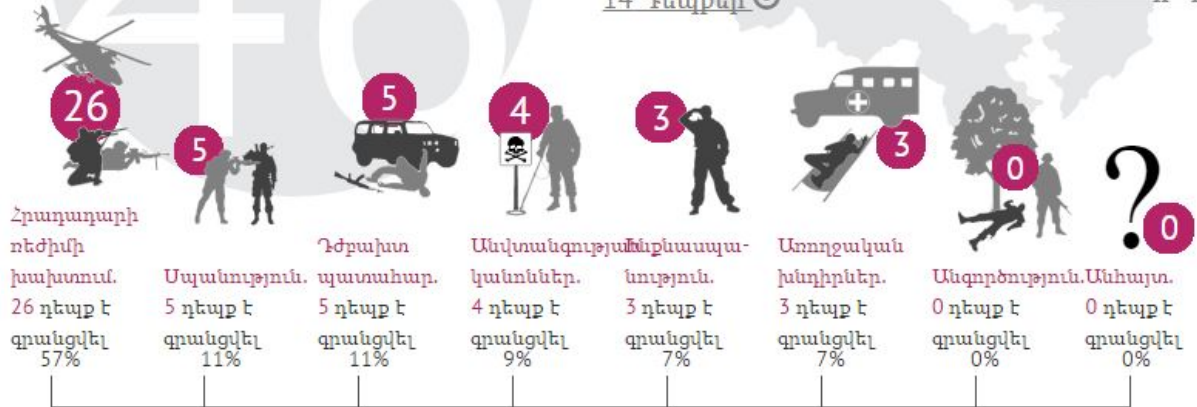 14 դեպքեր
26
5
5
4
3
3
0
0
Հրադադարի ռեժիմի խախտում.
26 դեպք է գրանցվել
57%
Սպանություն.
5 դեպք է գրանցվել
11%
Դժբախտ պատահար.
5 դեպք է գրանցվել
11%
Անվտանգության կանոններ.
4 դեպք է գրանցվել
9%
Ինքնասպա-
նություն.
3 դեպք է գրանցվել
7%
Առողջական խնդիրներ.
3 դեպք է գրանցվել
7%
Անգործություն.
0 դեպք է գրանցվել
0%
Անհայտ.
0 դեպք է գրանցվել
0%